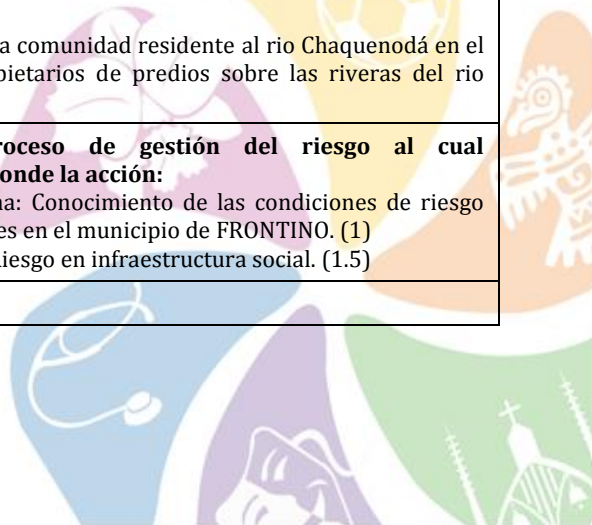 a comunidad residente al rio Chaquenodá en el
pietarios de predios sobre las riveras del rio
roceso de gestión del riesgo al cual
onde la acción:
na: Conocimiento de las condiciones de riesgo
es en el municipio de FRONTINO. (1)
Riesgo en infraestructura social. (1.5)